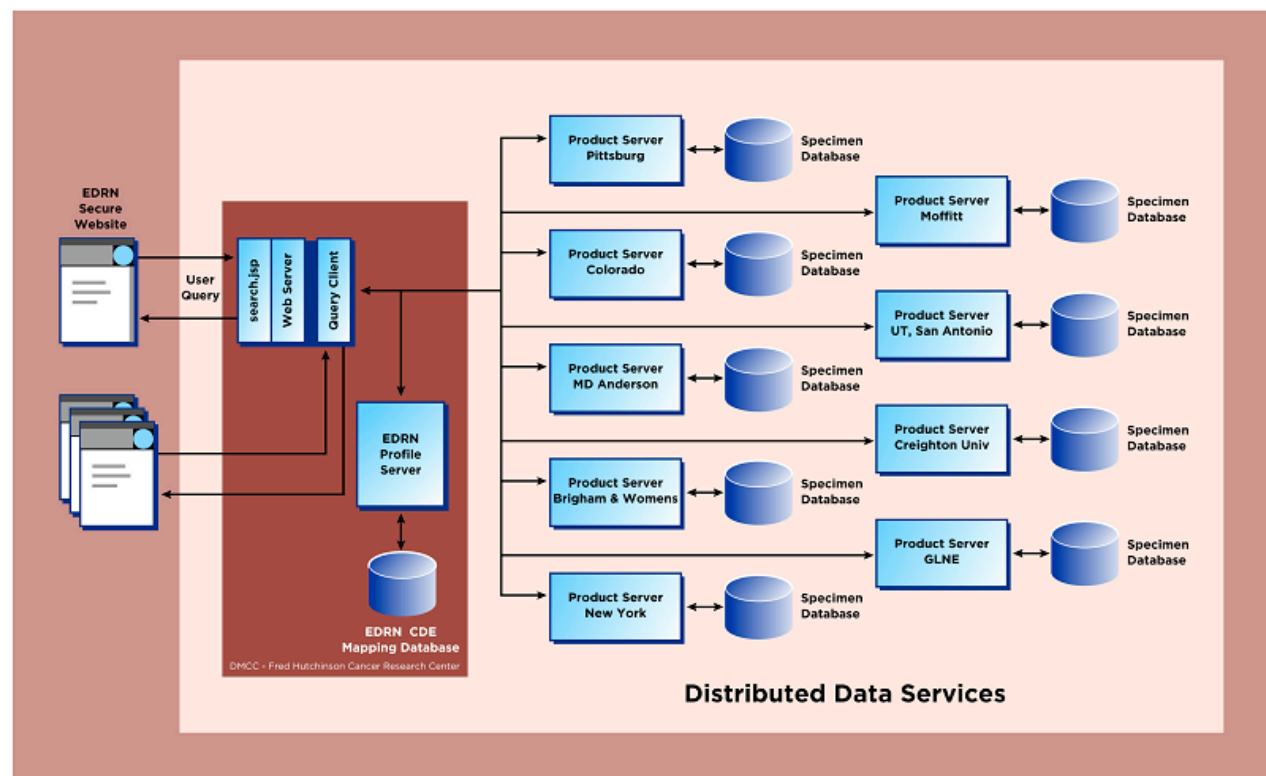 EDRN
Secure
Website
User
Query
search.jsp
Web Server
Query Client
EDRN
Profile
Server
EDRN CDE
Mapping Database
DMCC - Fred Hutchinson Cancer Research Center
Product Server
Pittsburg
Specimen
Database
Product Server
Moffitt
Specimen
Database
Product Server
Colorado
Specimen
Database
Product Server
UT, San Antonio
Specimen
Database
Product Server
MD Anderson
Specimen
Database
Product Server
Creighton Univ
Specimen
Database
Product Server
Brigham & Womens
Specimen
Database
Product Server
GLNE
Specimen
Database
Product Server
New York
Specimen
Database
Distributed Data Services